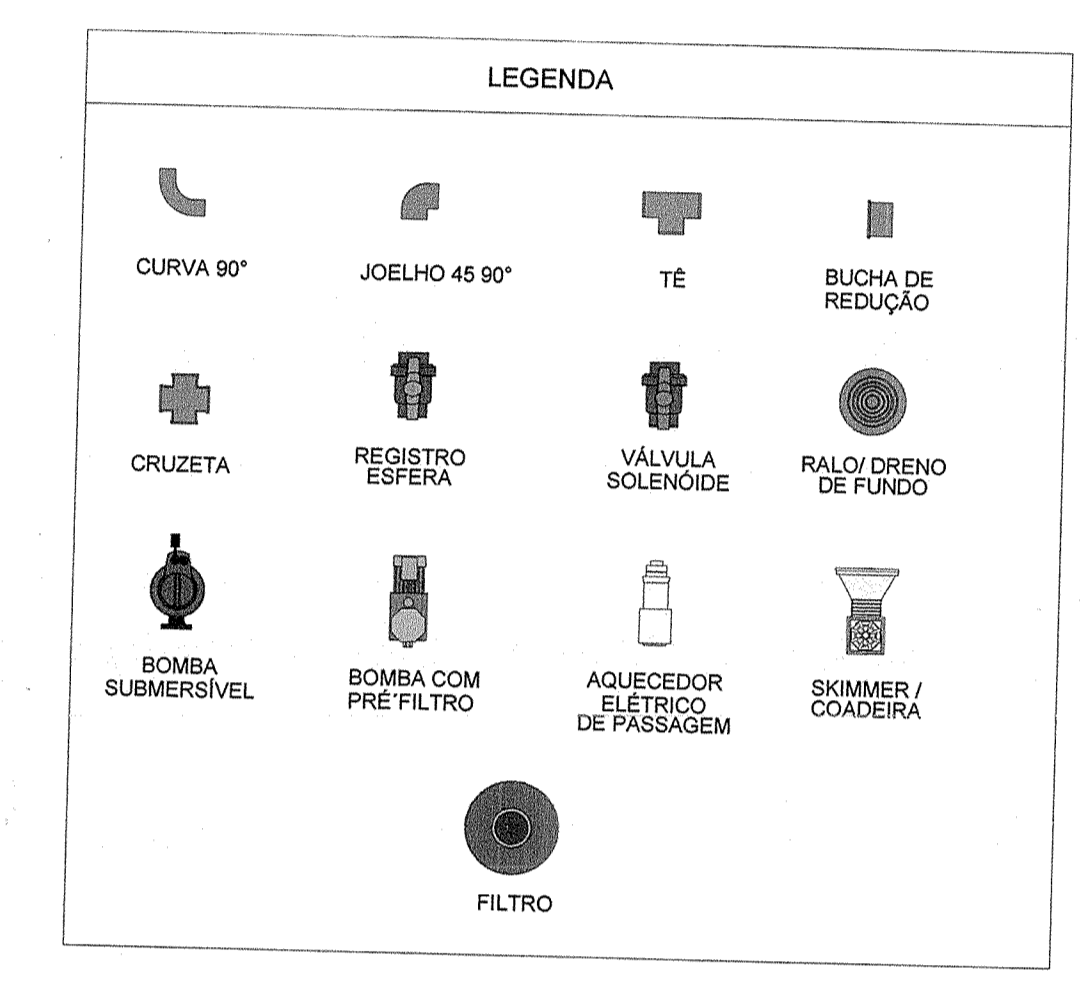 LEGENDA
CURVA 90°
JOELHO 45 90°
TÊ
BUCHA DE
REDUÇÃO
CRUZETA
REGISTRO
ESFERA
VÁLVULA
SOLENÓIDE
RALO/ DRENO
DE FUNDO
BOMBA
SUBMERSÍVEL
BOMBA COM
PRÉ´FILTRO
AQUECEDOR
ELÉTRICO
DE PASSAGEM
SKIMMER /
COADEIRA
FILTRO